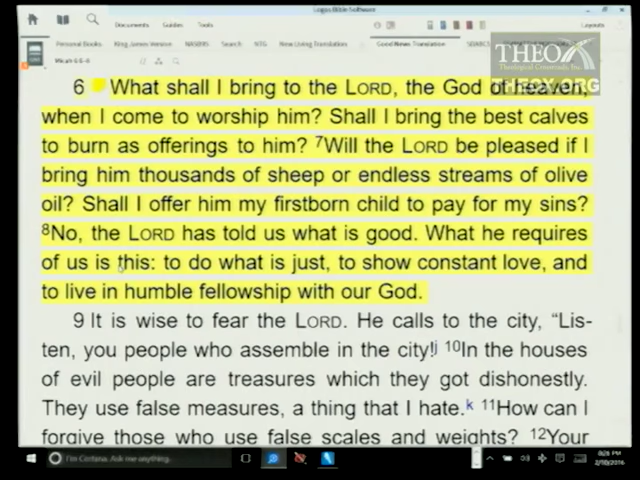 Logos Bible Software
Documents Guides Tools
Layouts
Personal Books King James Version NASB95 Search NTG New Living Translation Good News Translation
Micah 6:6–8
THEOX
THEOX.ORG
6 What shall I bring to the LORD, the God of heaven,
when I come to worship him? Shall I bring the best calves
to burn as offerings to him? 7Will the LORD be pleased if I
bring him thousands of sheep or endless streams of olive
oil? Shall I offer him my firstborn child to pay for my sins?
8No, the LORD has told us what is good. What he requires
of us is this: to do what is just, to show constant love, and
to live in humble fellowship with our God.
9 It is wise to fear the LORD. He calls to the city, “Lis-
ten, you people who assemble in the city!j 10In the houses
of evil people are treasures which they got dishonestly.
They use false measures, a thing that I hate.k 11How can I
forgive those who use false scales and weights? 12Your
I'm Cortana. Ask me anything.